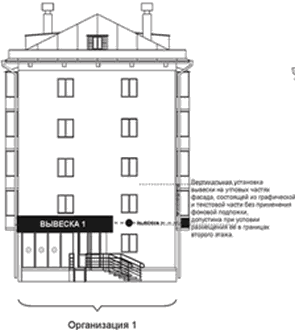 Вертикальная установка
вывески на угловых частях
фасада, состоящей из графической
и текстовой части без применения
фоновой подложки,
допустима при условии
размещения ее в границах
второго этажа.
ВЫВЕСКА 1
ВЫВЕСКА
Организация 1